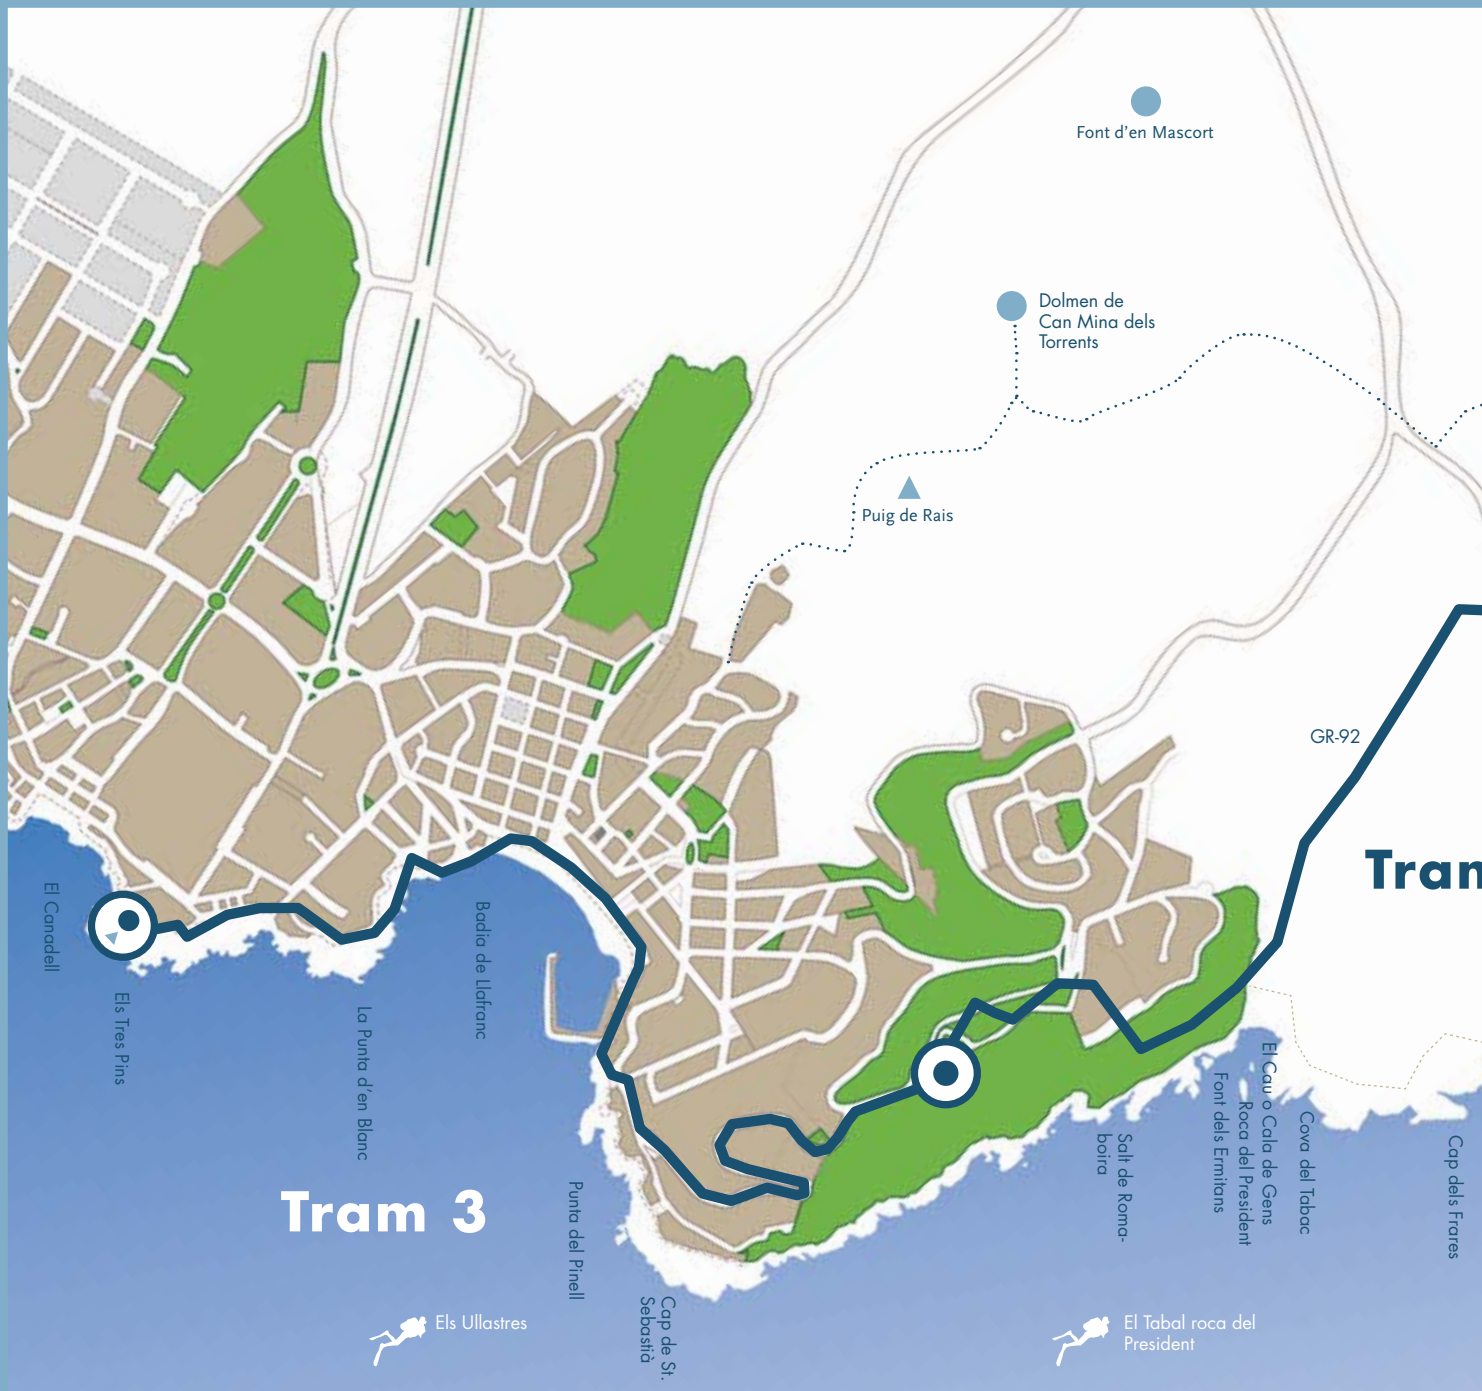 Font d'en Mascort
Dolmen de
Can Mina dels
Torrents
Puig de Rais
GR-92
Tram
El Canadell
Els Tres Pins
La Punta d'en Blanc
Badia de Llafranc
Tram 3
Punta del Pinell
Cap de St.
Sebastià
Salt de Roma-
boira
Font dels Ermitans
Roca del President
El Cau o Cala de Gens
Cova del Tabac
Cap dels Frares
Els Ullastres
El Tabal roca del
President